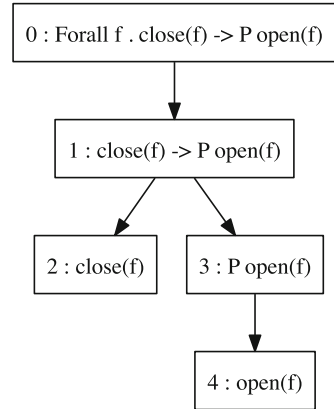 0 : Forall f . close(f) -> P open(f)
1 : close(f) -> P open(f)
2 : close(f)
3 : P open(f)
4 : open(f)